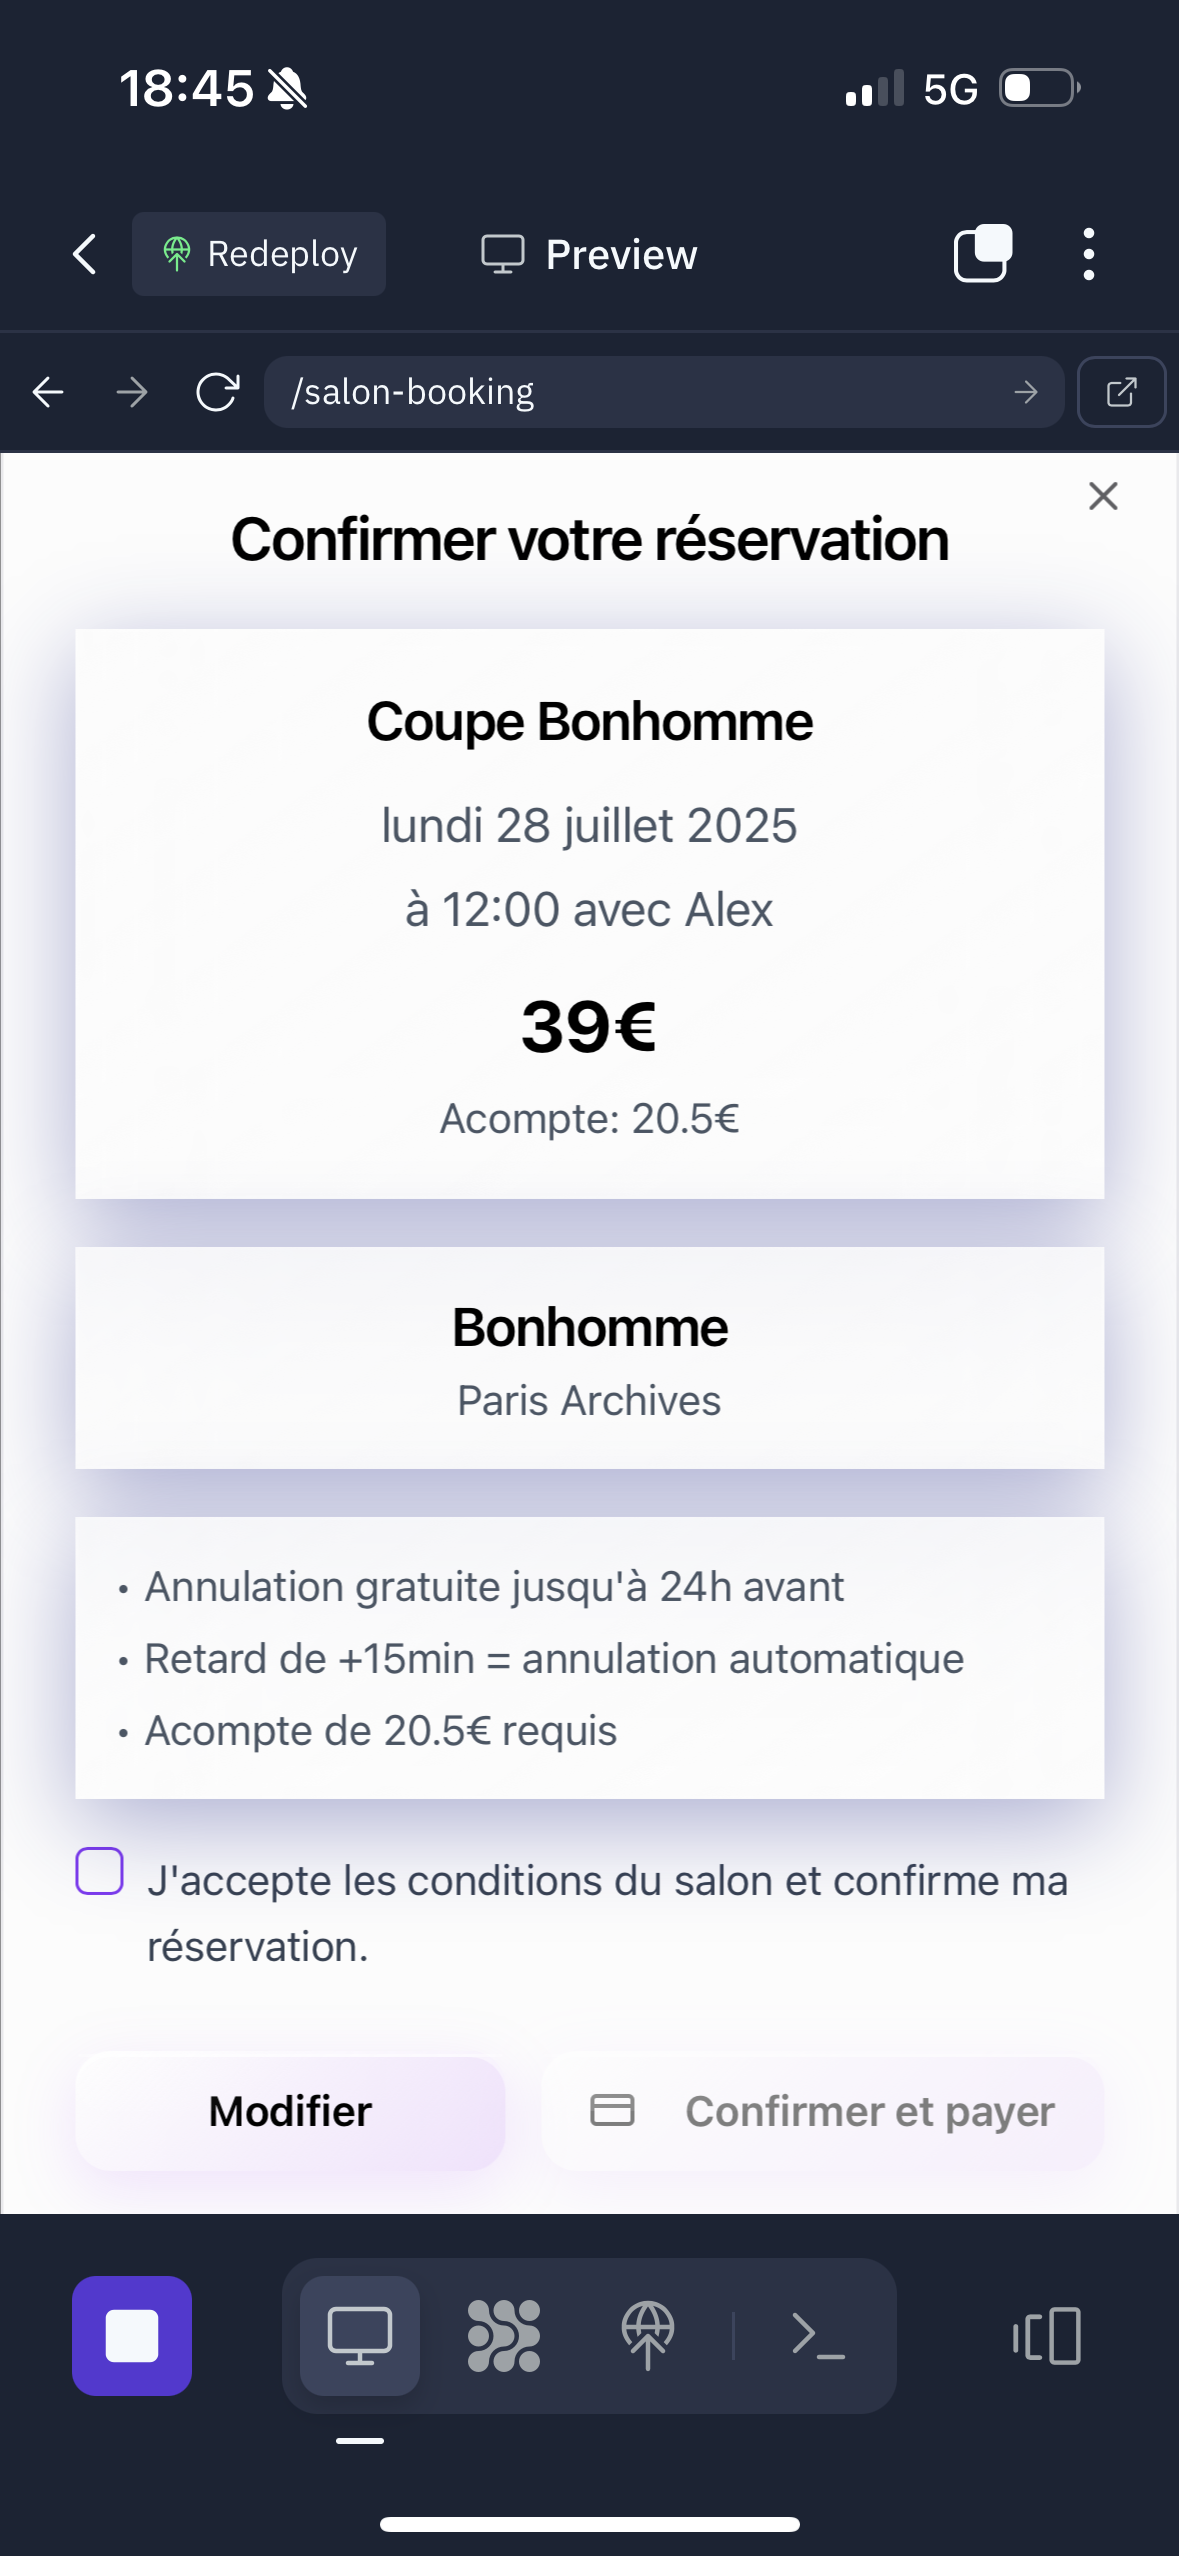 18:45
5G
Redeploy
Preview
/salon-booking
Confirmer votre réservation
Coupe Bonhomme
lundi 28 juillet 2025
à 12:00 avec Alex
39€
Acompte: 20.5€
Bonhomme
Paris Archives
• Annulation gratuite jusqu'à 24h avant
• Retard de +15min = annulation automatique
• Acompte de 20.5€ requis
J'accepte les conditions du salon et confirme ma
réservation.
Modifier
Confirmer et payer